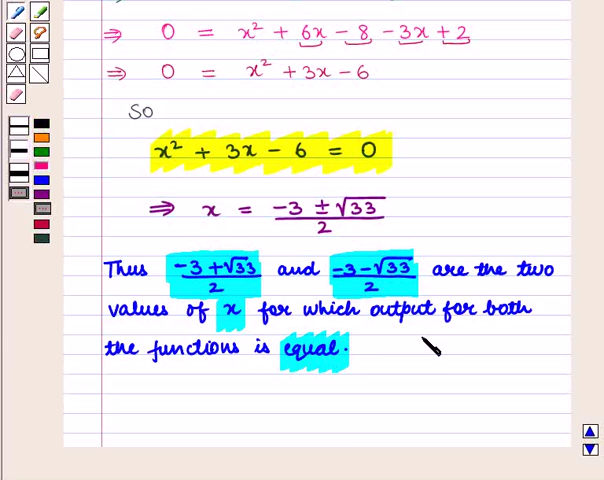 ⇒ 0 = x² + 6x - 8 - 3x + 2
⇒ 0 = x² + 3x - 6
So
x² + 3x - 6 = 0
⇒ x = (-3 ± √33)/2
Thus (-3 + √33)/2 and (-3 - √33)/2 are the two
values of x for which output for both
the functions is equal.